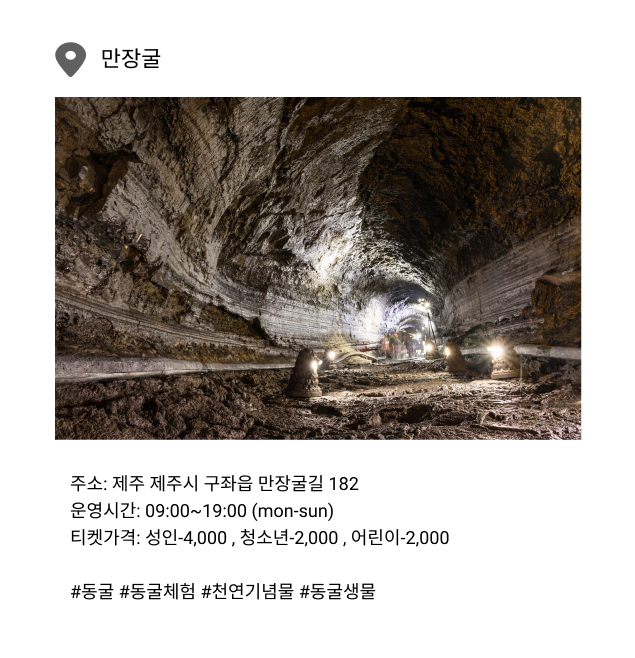 만장굴
주소: 제주 제주시 구좌읍 만장굴길 182
운영시간: 09:00~19:00 (mon-sun)
티켓가격: 성인-4,000 , 청소년-2,000 , 어린이-2,000
#동굴 #동굴체험 #천연기념물 #동굴생물